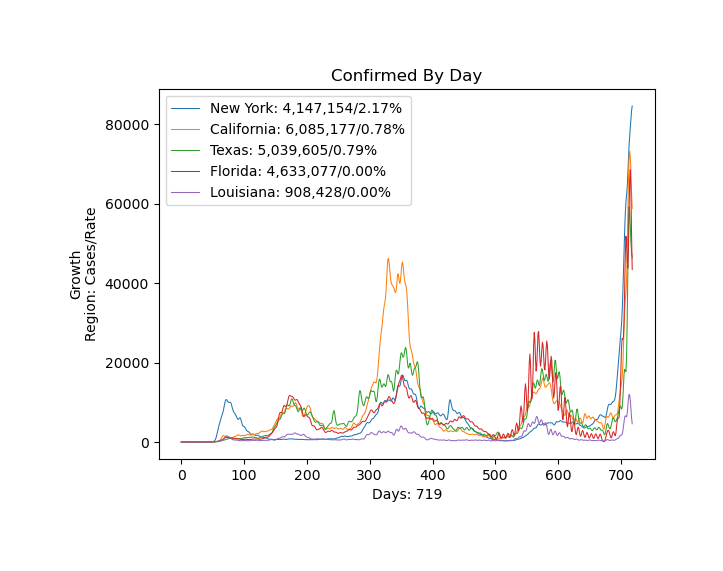 Confirmed By Day
New York: 4,147,154/2.17%
California: 6,085,177/0.78%
Texas: 5,039,605/0.79%
Florida: 4,633,077/0.00%
Louisiana: 908,428/0.00%
Growth
Region: Cases/Rate
80000
60000
40000
20000
0
0 100 200 300 400 500 600 700
Days: 719